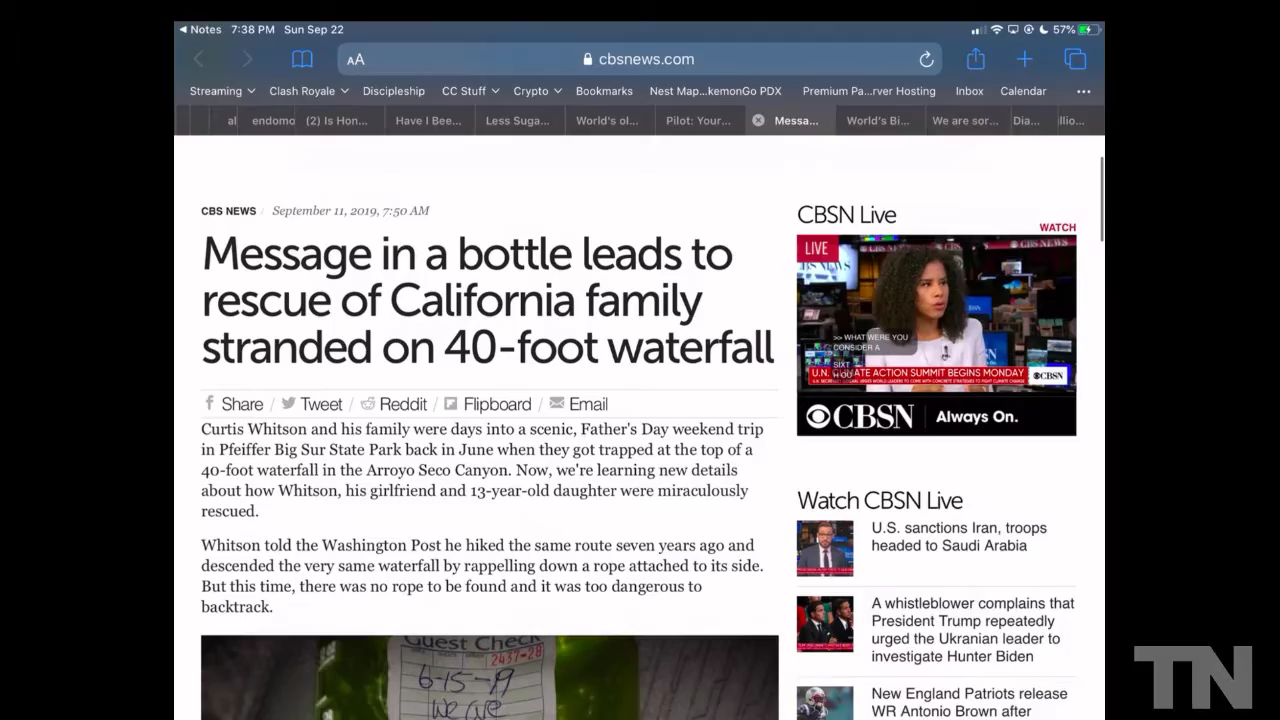 Notes 7:38 PM Sun Sep 22 57%
AA cbsnews.com
Streaming Clash Royale Discipleship CC Stuff Crypto Bookmarks Nest Map...kemonGo PDX Premium Pa...rver Hosting Inbox Calendar
al endomo (2) Is Hon... Have I Bee... Less Suga... World's ol... Pilot: Your... Messa... World's Bi... We are sor... Dia... llio...
CBS NEWS / September 11, 2019, 7:50 AM
Message in a bottle leads to
rescue of California family
stranded on 40-foot waterfall
Share / Tweet / Reddit / Flipboard / Email
Curtis Whitson and his family were days into a scenic, Father's Day weekend trip
in Pfeiffer Big Sur State Park back in June when they got trapped at the top of a
40-foot waterfall in the Arroyo Seco Canyon. Now, we're learning new details
about how Whitson, his girlfriend and 13-year-old daughter were miraculously
rescued.
Whitson told the Washington Post he hiked the same route seven years ago and
descended the very same waterfall by rappelling down a rope attached to its side.
But this time, there was no rope to be found and it was too dangerous to
backtrack.
Guest Check
6-15-19
we are
CBSN Live
WATCH
LIVE
>> WHAT WERE YOU
CONSIDER A
U.N. CLIMATE ACTION SUMMIT BEGINS MONDAY
CBSN
CBSN Always On.
Watch CBSN Live
U.S. sanctions Iran, troops
headed to Saudi Arabia
A whistleblower complains that
President Trump repeatedly
urged the Ukranian leader to
investigate Hunter Biden
New England Patriots release
WR Antonio Brown after
TN